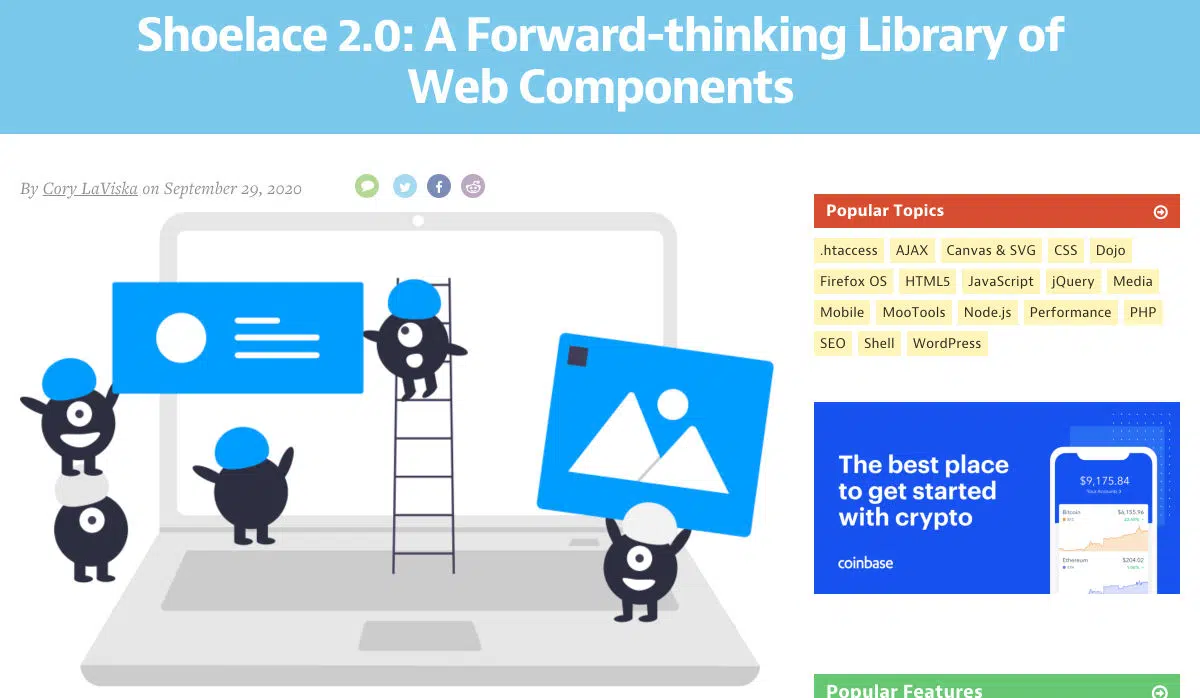 Shoelace 2.0: A Forward-thinking Library of
Web Components
By Cory LaViska on September 29, 2020
Popular Topics
.htaccess AJAX Canvas & SVG CSS Dojo
Firefox OS HTML5 JavaScript jQuery Media
Mobile MooTools Node.js Performance PHP
SEO Shell WordPress
The best place
to get started
with crypto
coinbase
$9,175.84
Your Accounts
Bitcoin $6,155.96
BTC
Ethereum $204.02
ETH
Popular Features